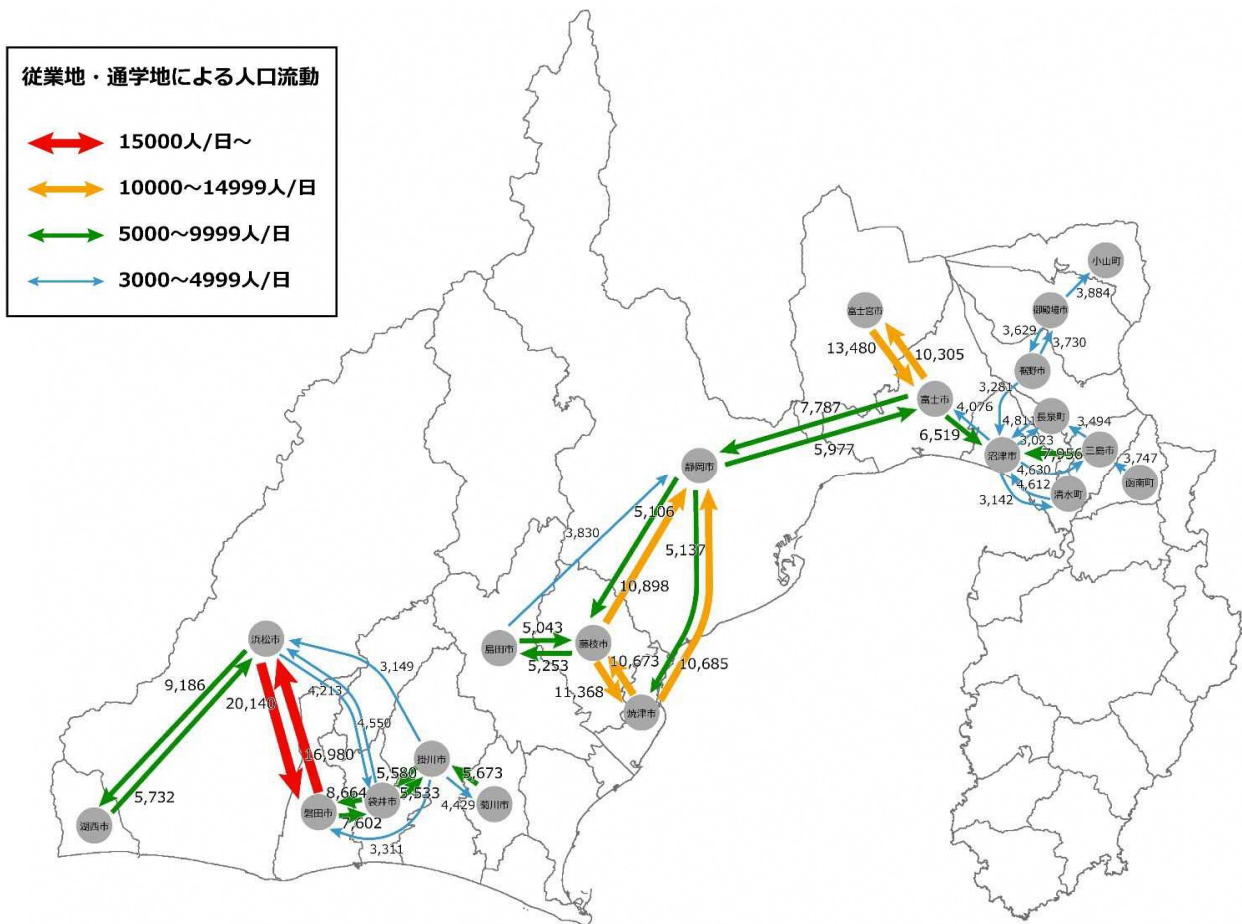 従業地・通学地による人口流動
15000人/日～
10000～14999人/日
5000～9999人/日
3000～4999人/日
小山町
3,884
御殿場市
富士宮市
3,629
3,730
13,480
10,305
裾野市
3,281
富士市
7,787
4,076
長泉町
4,811
3,494
6,519
3,023
5,977
沼津市
7,956
三島市
静岡市
4,630
3,747
4,612
清水町
函南町
3,142
5,106
3,830
5,137
10,898
5,043
浜松市
島田市
藤枝市
10,673
10,685
5,253
3,149
9,186
4,213
11,368
20,140
焼津市
4,550
16,980
掛川市
5,580
5,673
8,664
5,533
5,732
袋井市
4,429
菊川市
磐田市
7,602
湖西市
3,311